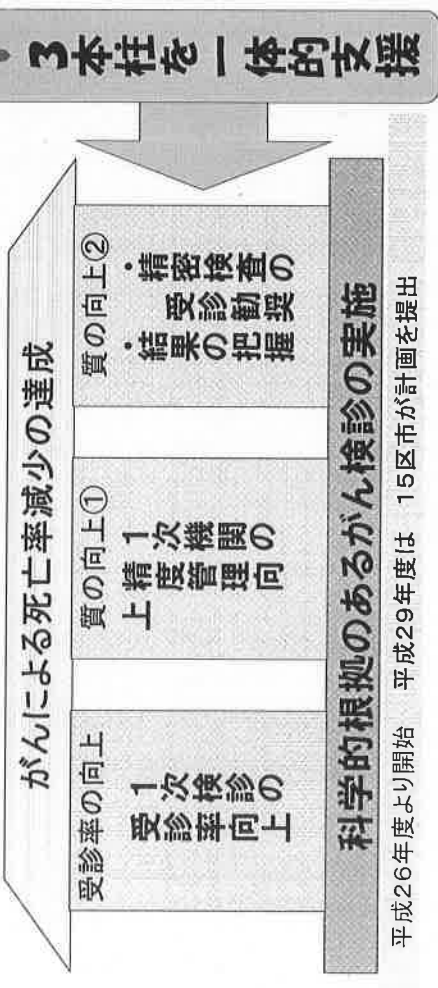 3本柱を一体的支援
がんによる死亡率減少の達成
受診率の向上
1次検診の
受診率向上
質の向上①
1次機関の
精度管理向
上
質の向上②
・精密検査の
受診勧奨
・結果の把握
科学的根拠のあるがん検診の実施
平成26年度より開始　平成29年度は　15区市が計画を提出